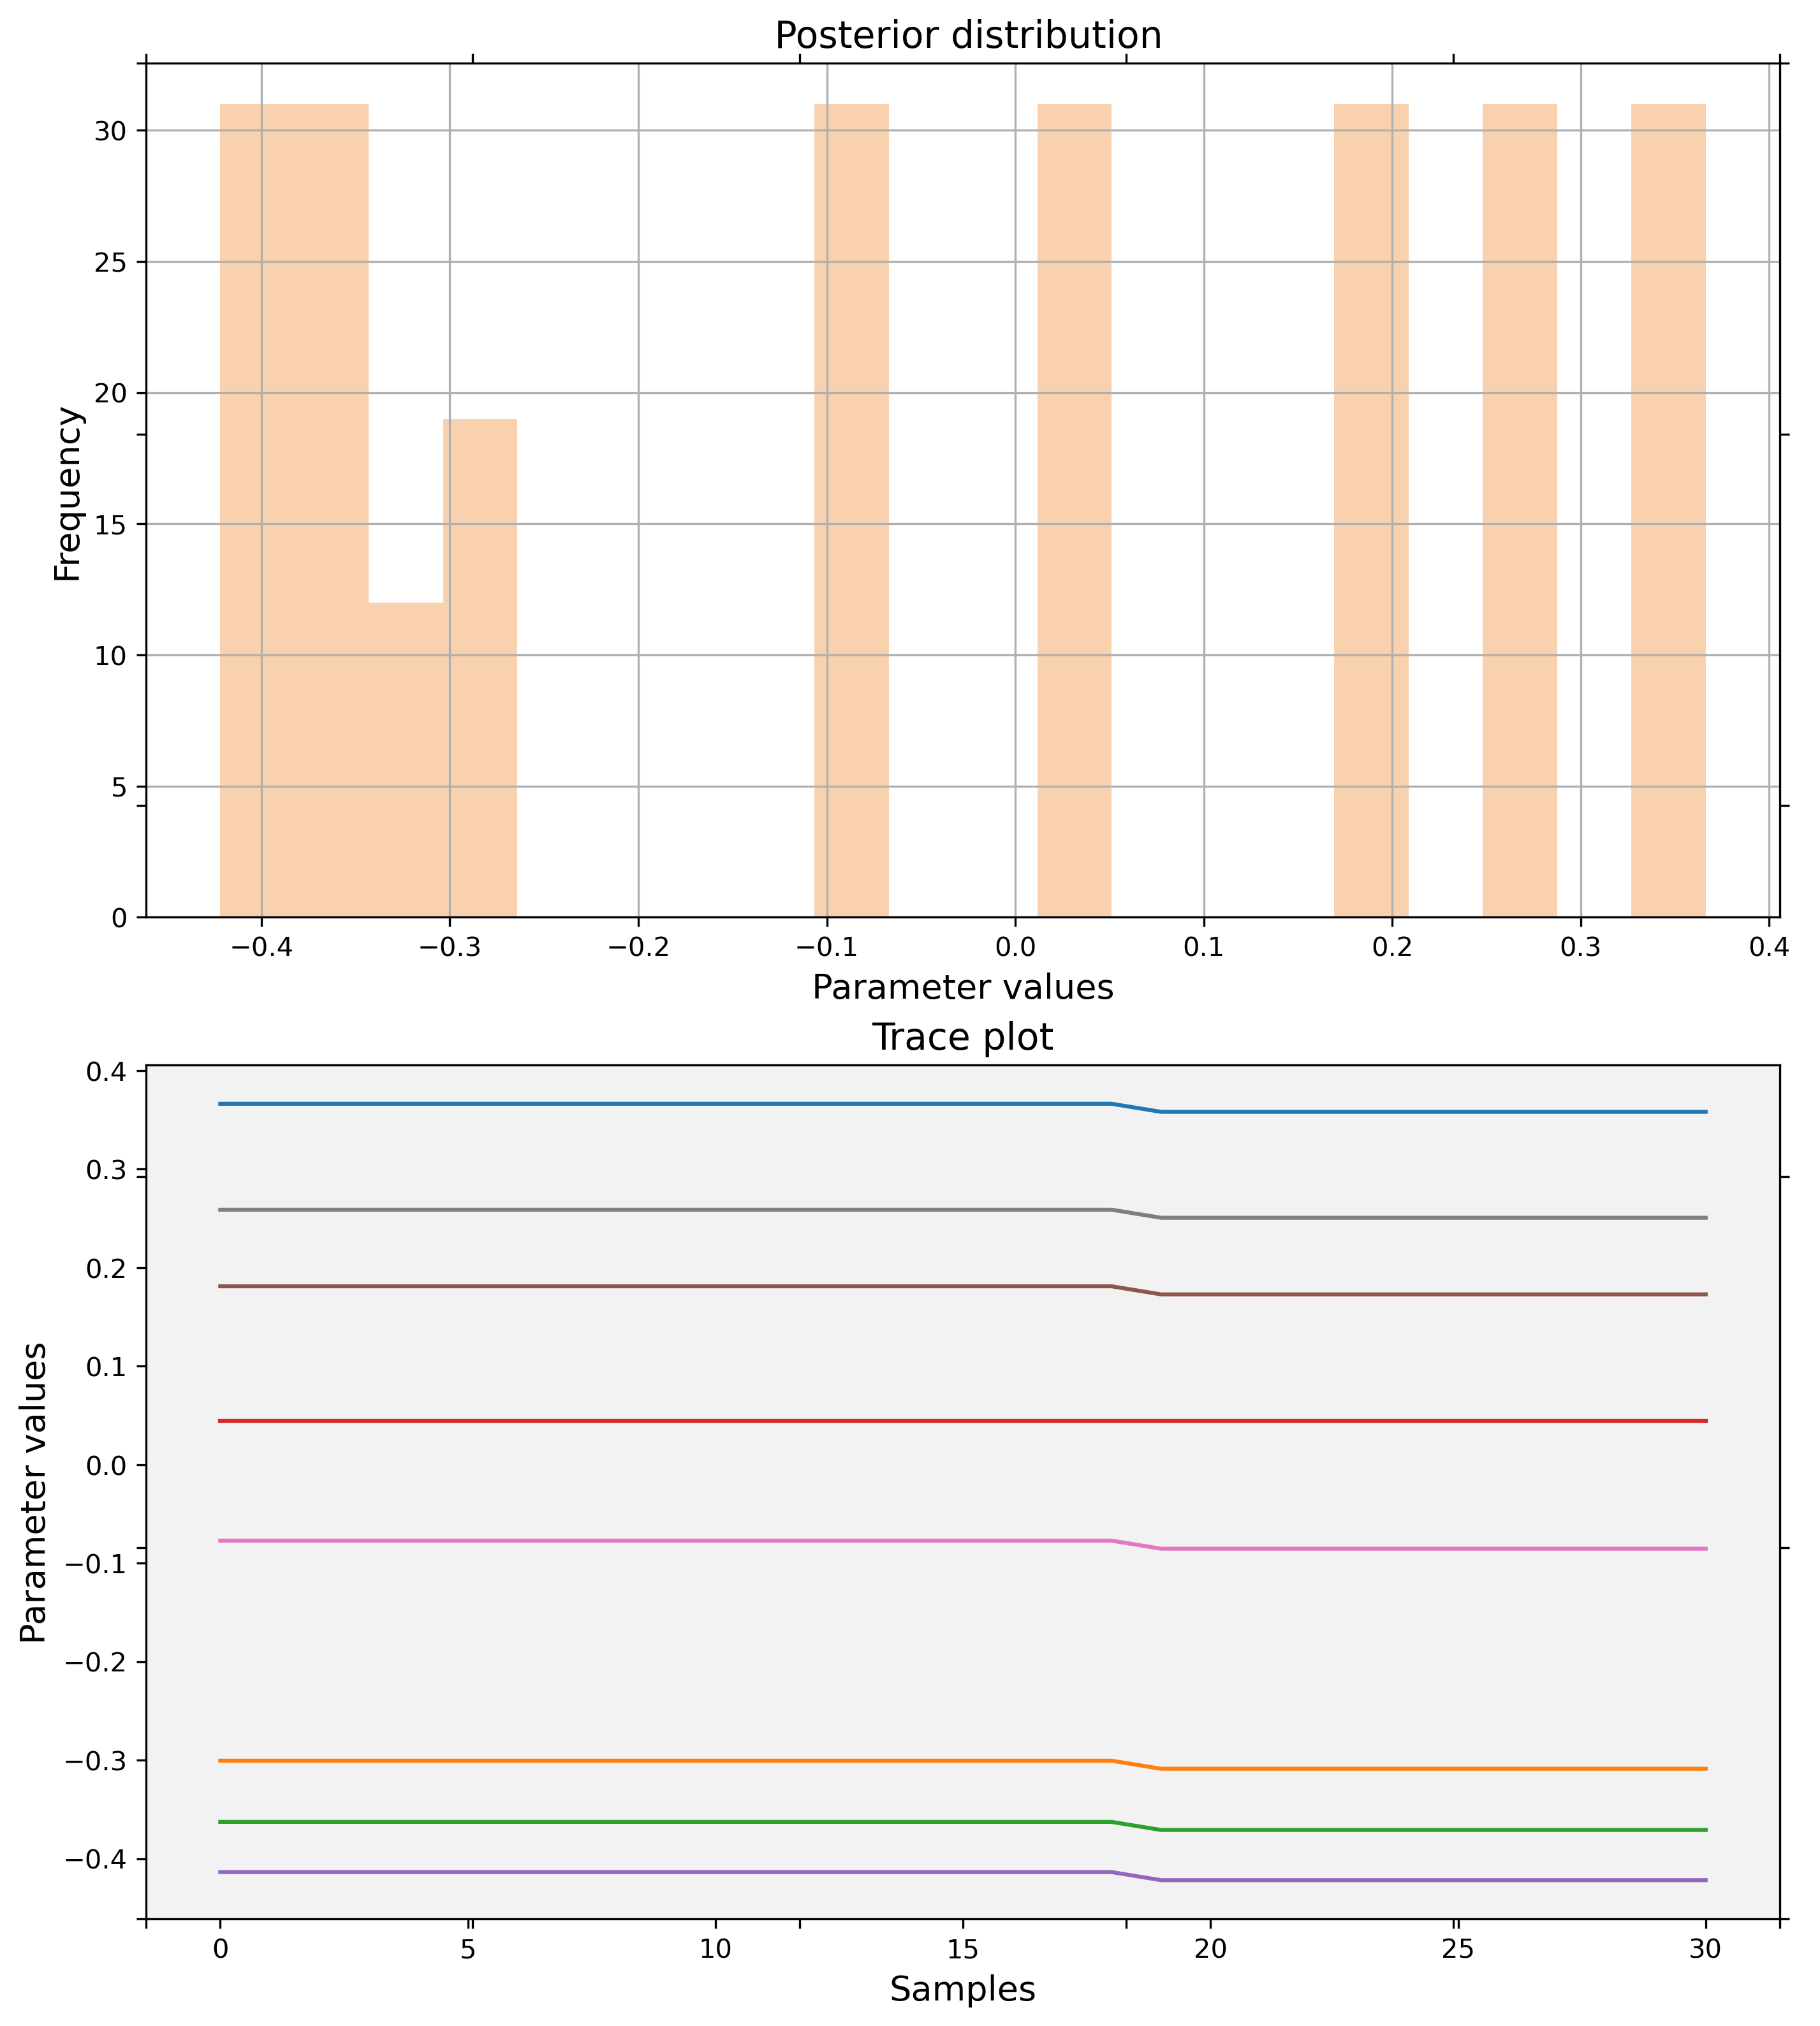 Posterior distribution
30
25
20
15
10
5
0
Frequency
−0.4 −0.3 −0.2 −0.1 0.0 0.1 0.2 0.3 0.4
Parameter values
Trace plot
0.4
0.3
0.2
0.1
0.0
−0.1
−0.2
−0.3
−0.4
Parameter values
0 5 10 15 20 25 30
Samples